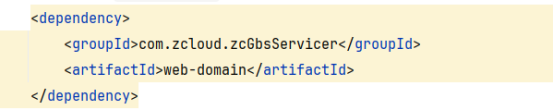 <dependency>
<groupId>com.zcloud.zcGbsServicer</groupId>
<artifactId>web-domain</artifactId>
</dependency>